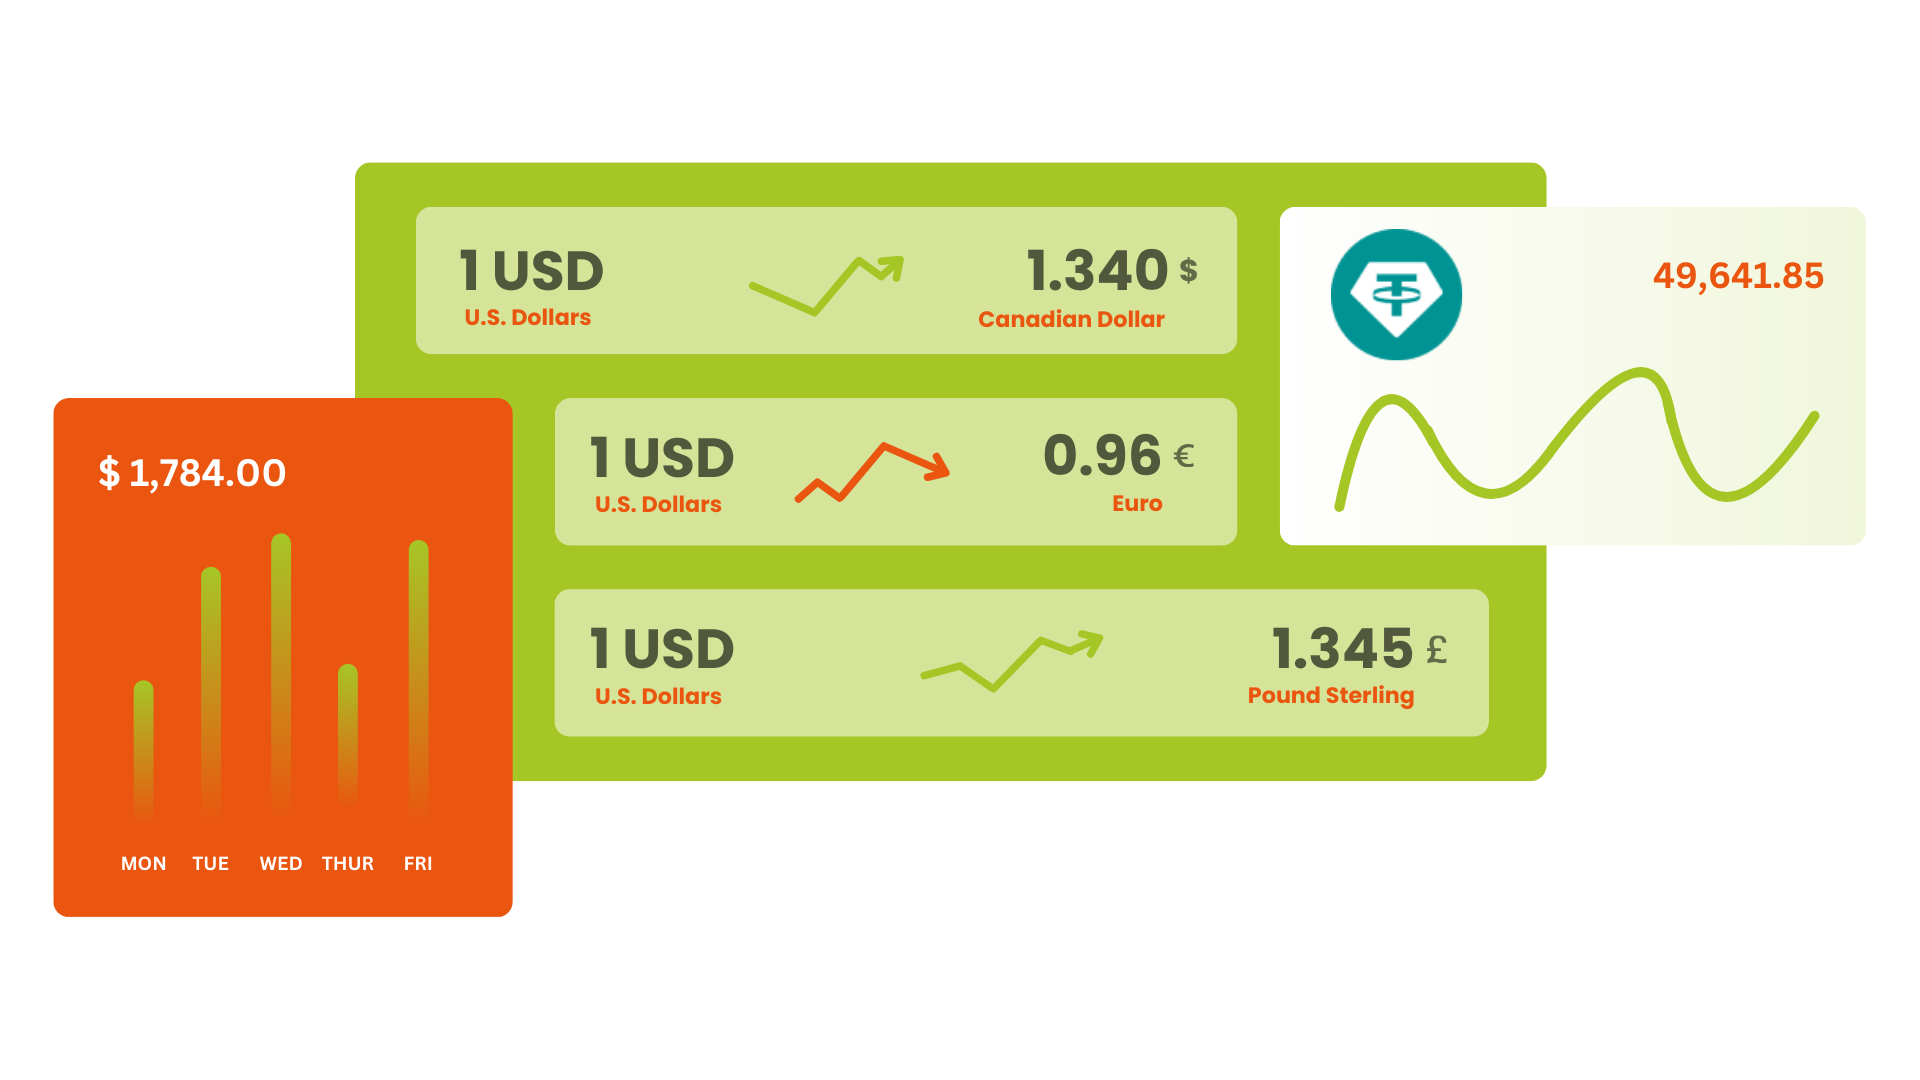 1 USD
U.S. Dollars
1.340 $
Canadian Dollar
49,641.85
1 USD
U.S. Dollars
0.96 €
Euro
$ 1,784.00
MON TUE WED THUR FRI
1 USD
U.S. Dollars
1.345 £
Pound Sterling